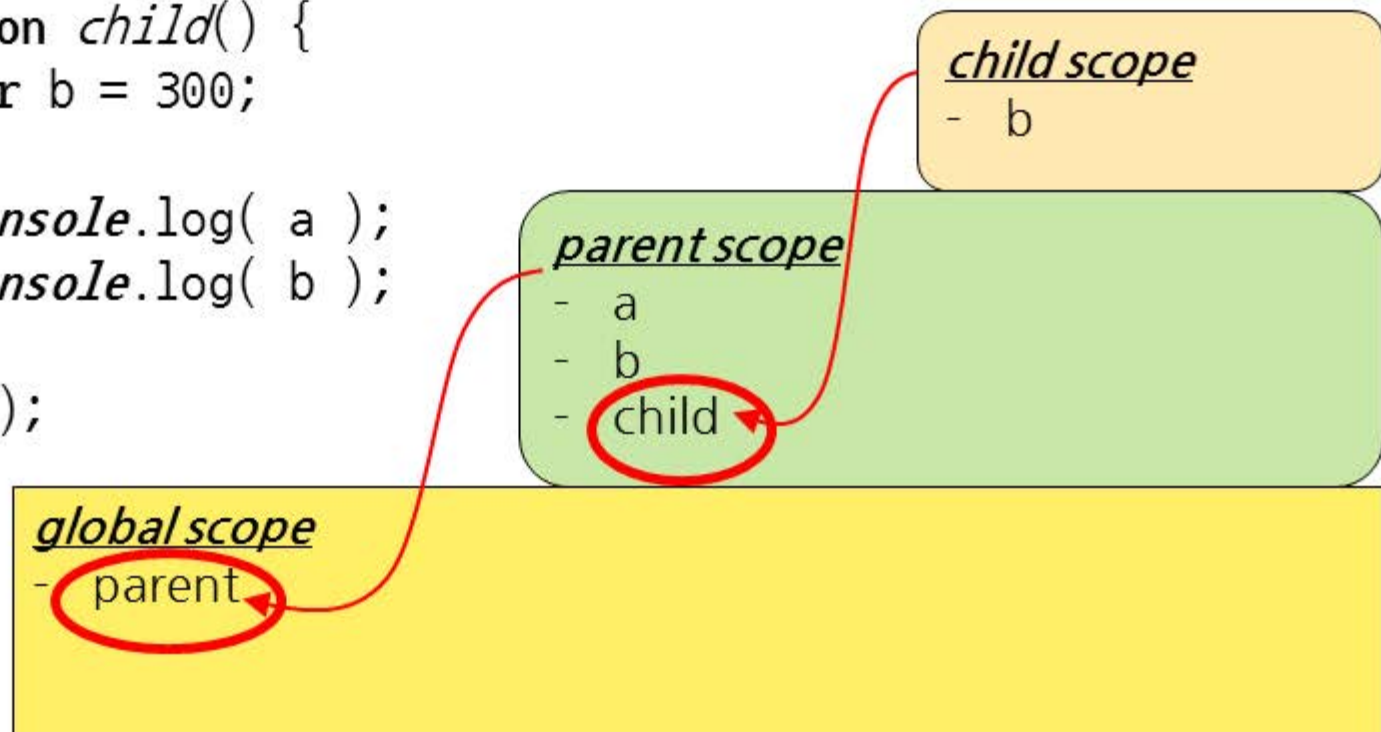 on child() {
r b = 300;
nsole.log( a );
nsole.log( b );
);
child scope
- b
parent scope
- a
- b
- child
global scope
- parent